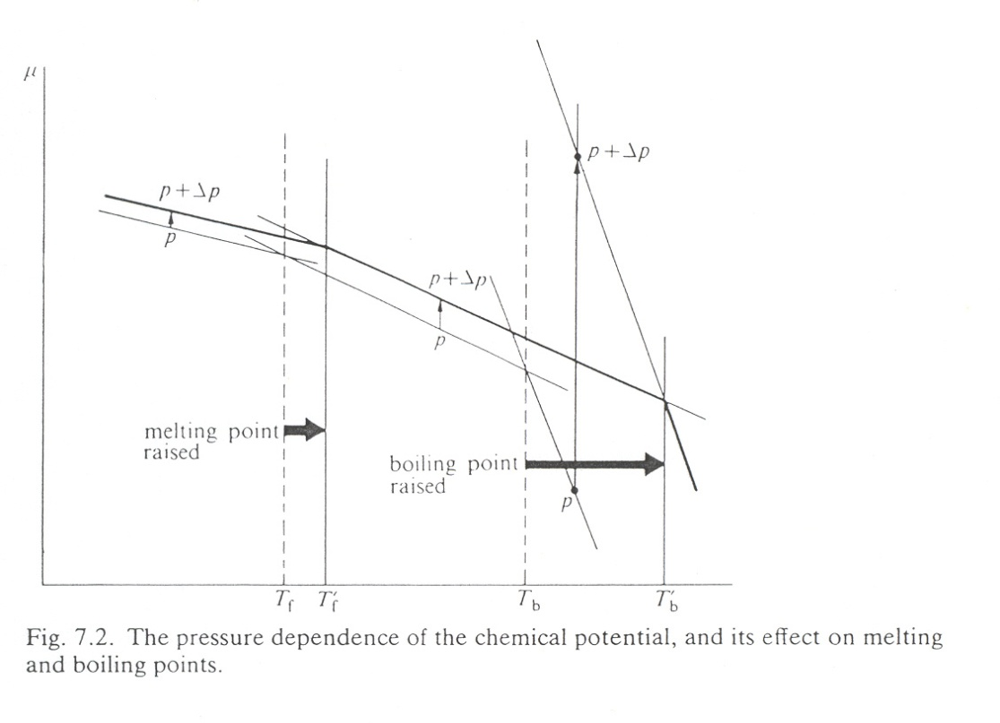 μ
p + Δp
p + Δp
p
p + Δp
p
melting point
raised
boiling point
raised
p
T_f T′_f T_b T′_b
Fig. 7.2. The pressure dependence of the chemical potential, and its effect on melting
and boiling points.